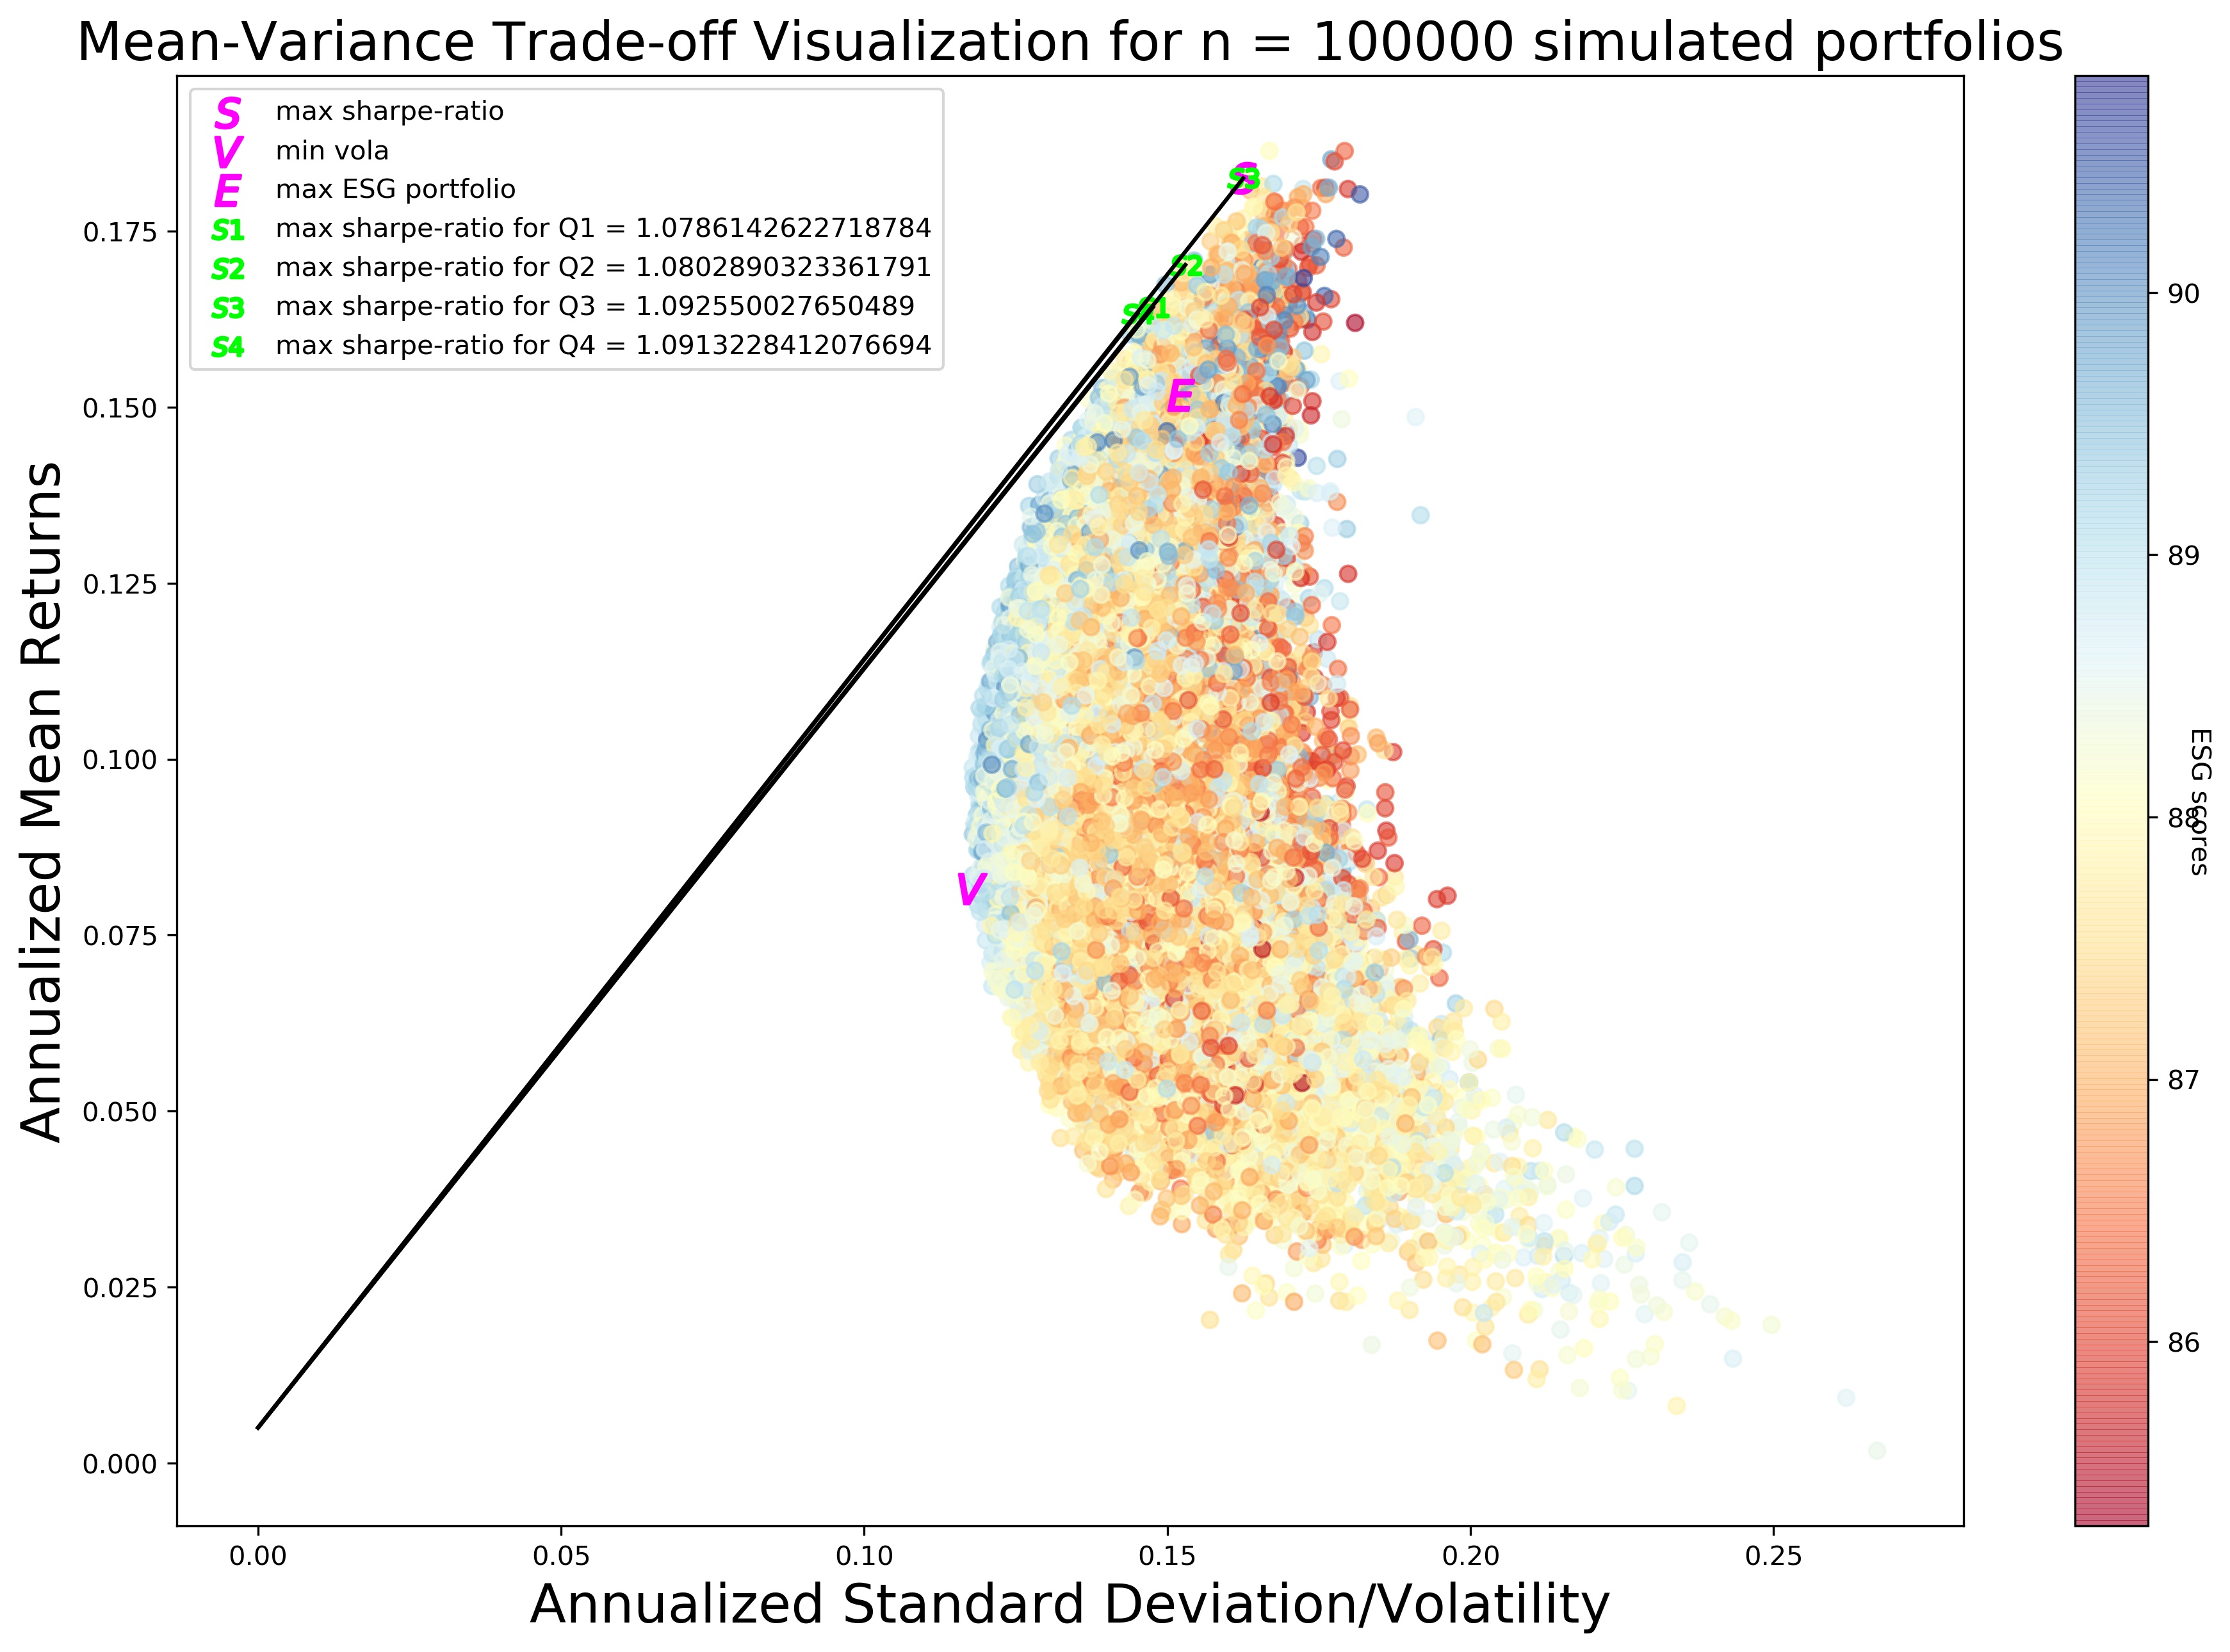 Mean-Variance Trade-off Visualization for n = 100000 simulated portfolios
S max sharpe-ratio
V min vola
E max ESG portfolio
S1 max sharpe-ratio for Q1 = 1.0786142622718784
S2 max sharpe-ratio for Q2 = 1.0802890323361791
S3 max sharpe-ratio for Q3 = 1.092550027650489
S4 max sharpe-ratio for Q4 = 1.0913228412076694
S
S3
S2
S1
S4
E
V
Annualized Mean Returns
0.175
0.150
0.125
0.100
0.075
0.050
0.025
0.000
0.00 0.05 0.10 0.15 0.20 0.25
Annualized Standard Deviation/Volatility
90
89
88
87
86
ESG scores